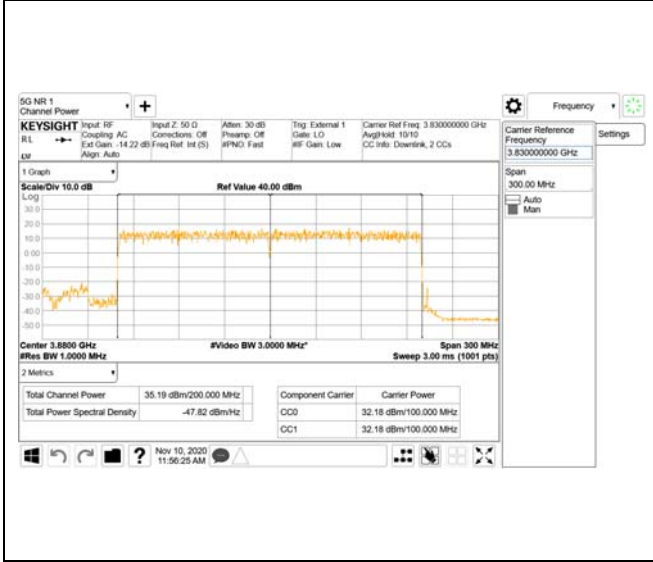 5G NR 1
Channel Power
Frequency
KEYSIGHT
Input: RF
Input Z: 50 Ω
Atten: 30 dB
Trig: External 1
Carrier Ref Freq: 3.830000000 GHz
RL
Coupling: AC
Corrections: Off
Preamp: Off
Gate: LO
Avg|Hold: 10/10
Ext Gain: -14.22 dB
Freq Ref: Int (S)
#PNO: Fast
#IF Gain: Low
CC Info: Downlink, 2 CCs
Align: Auto
Carrier Reference
Frequency
3.830000000 GHz
Settings
Span
300.00 MHz
Auto
Man
1 Graph
Scale/Div 10.0 dB
Ref Value 40.00 dBm
Log
30.0
20.0
10.0
0.00
-10.0
-20.0
-30.0
-40.0
-50.0
Center 3.8800 GHz
#Video BW 3.0000 MHz*
Span 300 MHz
#Res BW 1.0000 MHz
Sweep 3.00 ms (1001 pts)
2 Metrics
Total Channel Power
35.19 dBm/200.000 MHz
Total Power Spectral Density
-47.82 dBm/Hz
Component Carrier
Carrier Power
CC0
32.18 dBm/100.000 MHz
CC1
32.18 dBm/100.000 MHz
?
Nov 10, 2020
11:56:25 AM